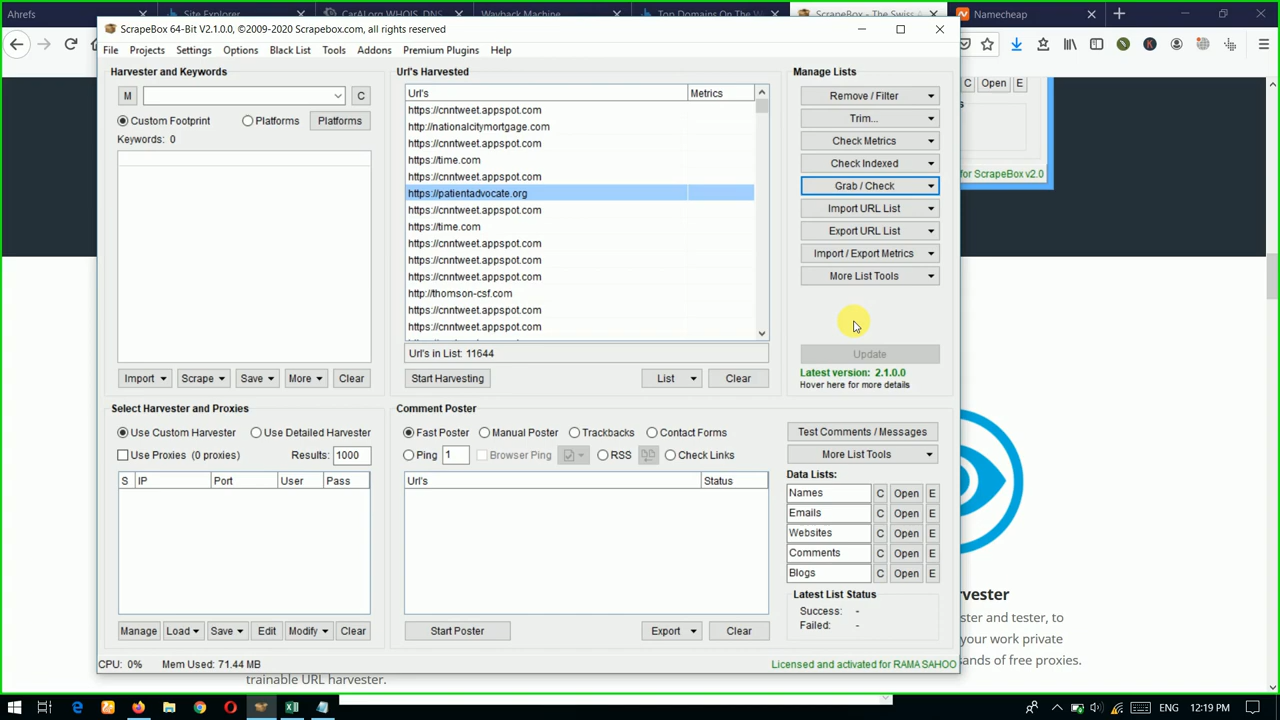 Ahrefs
Site Explorer
CarAI.org WHOIS, DNS
Wayback Machine
Top Domains On The W
ScrapeBox - The Swiss A
Namecheap
ScrapeBox 64-Bit V2.1.0.0, ©2009-2020 Scrapebox.com, all rights reserved
File Projects Settings Options Black List Tools Addons Premium Plugins Help
Harvester and Keywords
M
C
Custom Footprint Platforms Platforms
Keywords: 0
Import Scrape Save More Clear
Url's Harvested
Url's Metrics
https://cnntweet.appspot.com
http://nationalcitymortgage.com
https://cnntweet.appspot.com
https://time.com
https://cnntweet.appspot.com
https://patientadvocate.org
https://cnntweet.appspot.com
https://time.com
https://cnntweet.appspot.com
https://cnntweet.appspot.com
https://cnntweet.appspot.com
http://thomson-csf.com
https://cnntweet.appspot.com
https://cnntweet.appspot.com
Url's in List: 11644
Start Harvesting List Clear
Manage Lists
Remove / Filter
Trim...
Check Metrics
Check Indexed
Grab / Check
Import URL List
Export URL List
Import / Export Metrics
More List Tools
Update
Latest version: 2.1.0.0
Hover here for more details
C Open E
for ScrapeBox v2.0
Select Harvester and Proxies
Use Custom Harvester Use Detailed Harvester
Use Proxies (0 proxies) Results: 1000
S IP Port User Pass
Manage Load Save Edit Modify Clear
Comment Poster
Fast Poster Manual Poster Trackbacks Contact Forms
Ping 1 Browser Ping RSS Check Links
Url's Status
Start Poster Export Clear
Test Comments / Messages
More List Tools
Data Lists:
Names C Open E
Emails C Open E
Websites C Open E
Comments C Open E
Blogs C Open E
Latest List Status
Success: -
Failed: -
CPU: 0% Mem Used: 71.44 MB
Licensed and activated for RAMA SAHOO
rvester
ster and tester, to
your work private
sands of free proxies.
trainable URL harvester.
ENG 12:19 PM